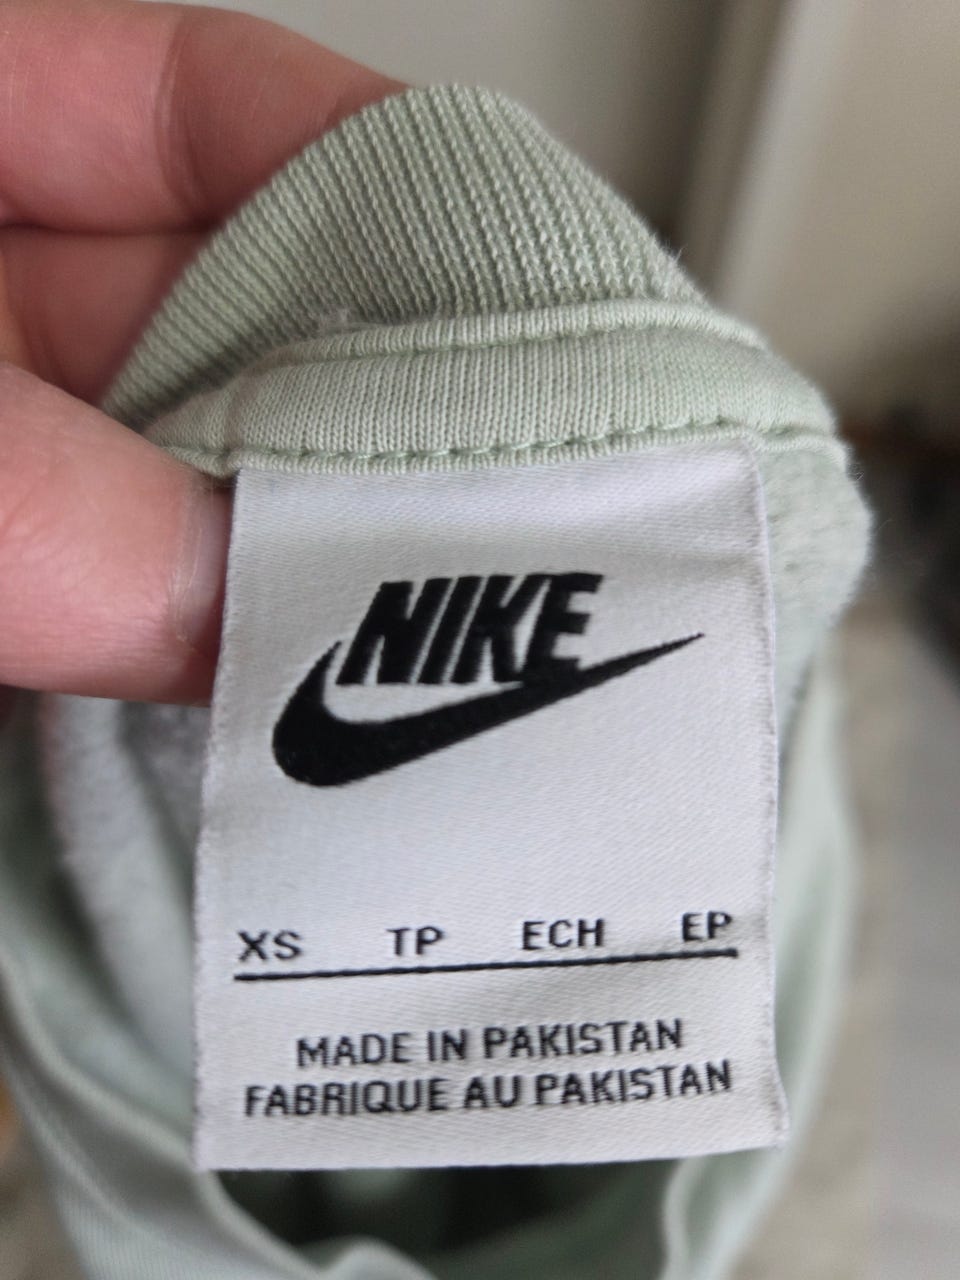 NIKE
XS TP ECH EP
MADE IN PAKISTAN
FABRIQUE AU PAKISTAN